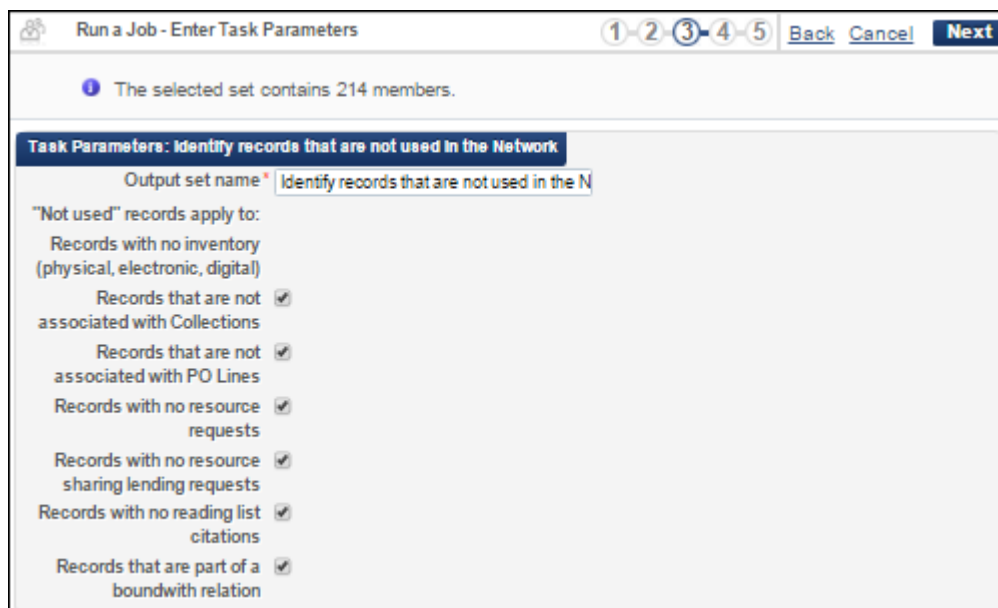 Run a Job - Enter Task Parameters
1 2 3 4 5 Back Cancel Next
The selected set contains 214 members.
Task Parameters: Identify records that are not used in the Network
Output set name * Identify records that are not used in the N
"Not used" records apply to:
Records with no inventory
(physical, electronic, digital)
Records that are not
associated with Collections
Records that are not
associated with PO Lines
Records with no resource
requests
Records with no resource
sharing lending requests
Records with no reading list
citations
Records that are part of a
boundwith relation